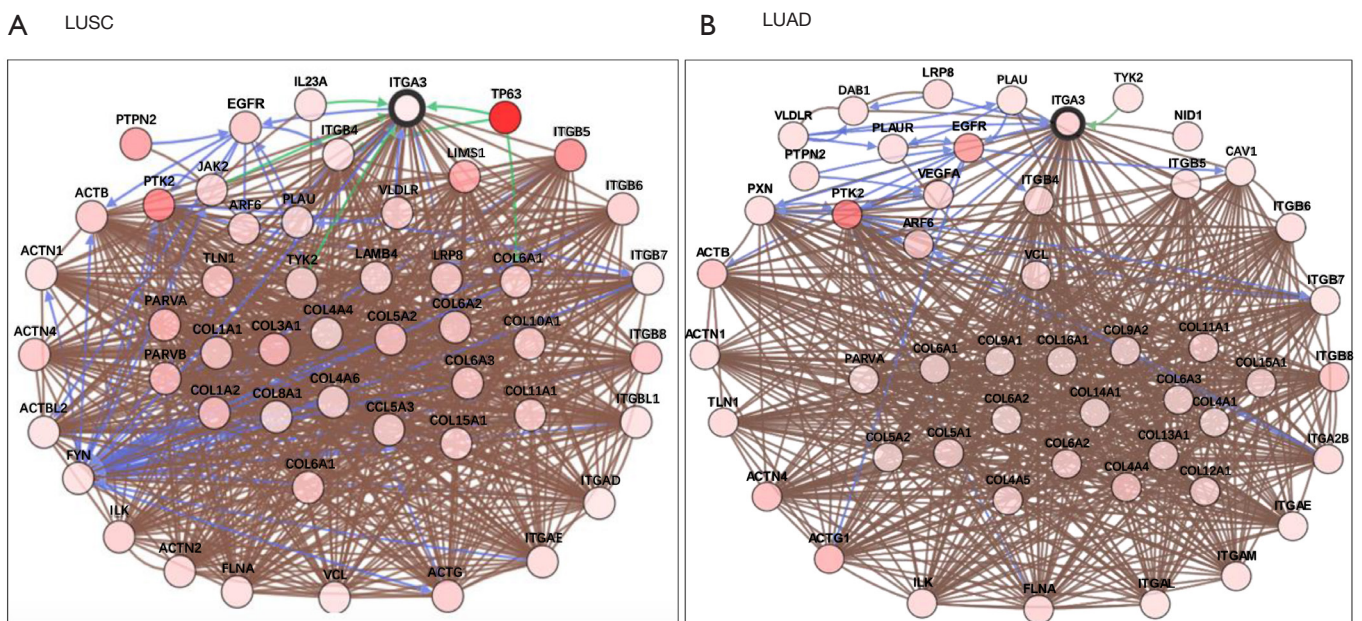 A LUSC
IL23A
ITGA3
TP63
EGFR
PTPN2
ITGB4
ITGB5
LIMS1
JAK2
PTK2
VLDLR
ITGB6
ACTB
PLAU
ARF6
ACTN1
TLN1
TYK2
LAMB4
LRP8
COL6A1
ITGB7
PARVA
COL4A4
COL6A2
COL1A1
COL3A1
COL5A2
COL10A1
ACTN4
ITGB8
PARVB
COL6A3
COL4A6
COL1A2
COL8A1
COL11A1
ACTBL2
CCL5A3
ITGBL1
COL15A1
FYN
COL6A1
ITGAD
ILK
ITGAE
ACTN2
FLNA
VCL
ACTG
B LUAD
LRP8
PLAU
TYK2
DAB1
ITGA3
VLDLR
NID1
PLAUR
EGFR
PTPN2
ITGB5
CAV1
VEGFA
ITGB4
PXN
PTK2
ITGB6
ARF6
ACTB
VCL
ITGB7
ACTN1
COL9A2
COL11A1
COL9A1
COL16A1
PARVA
COL6A1
ITGB8
COL15A1
COL6A3
COL14A1
TLN1
COL6A2
COL4A1
COL5A2
COL5A1
COL6A2
COL13A1
ITGA2B
ACTN4
COL4A4
COL12A1
COL4A5
ITGAE
ACTG1
ITGAM
ILK
FLNA
ITGAL